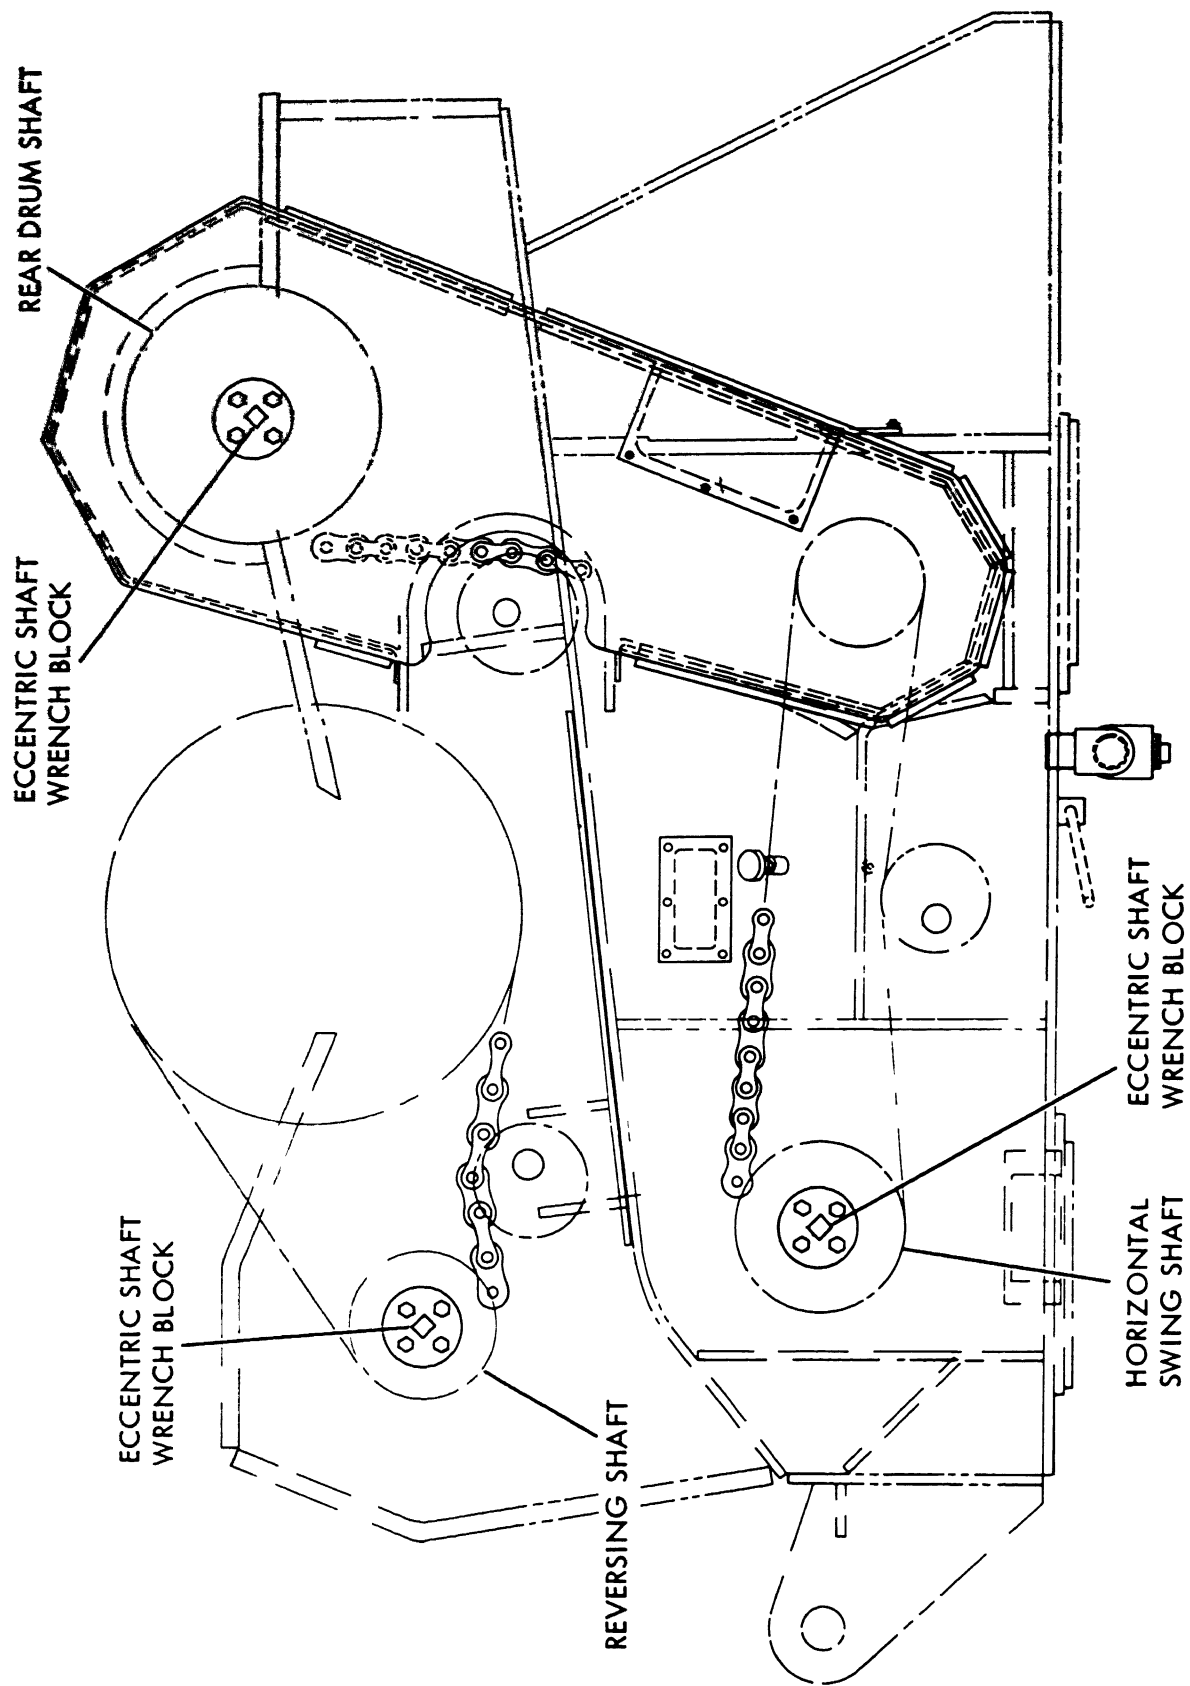 REAR DRUM SHAFT
ECCENTRIC SHAFT
WRENCH BLOCK
ECCENTRIC SHAFT
WRENCH BLOCK
REVERSING SHAFT
ECCENTRIC SHAFT
WRENCH BLOCK
HORIZONTAL
SWING SHAFT